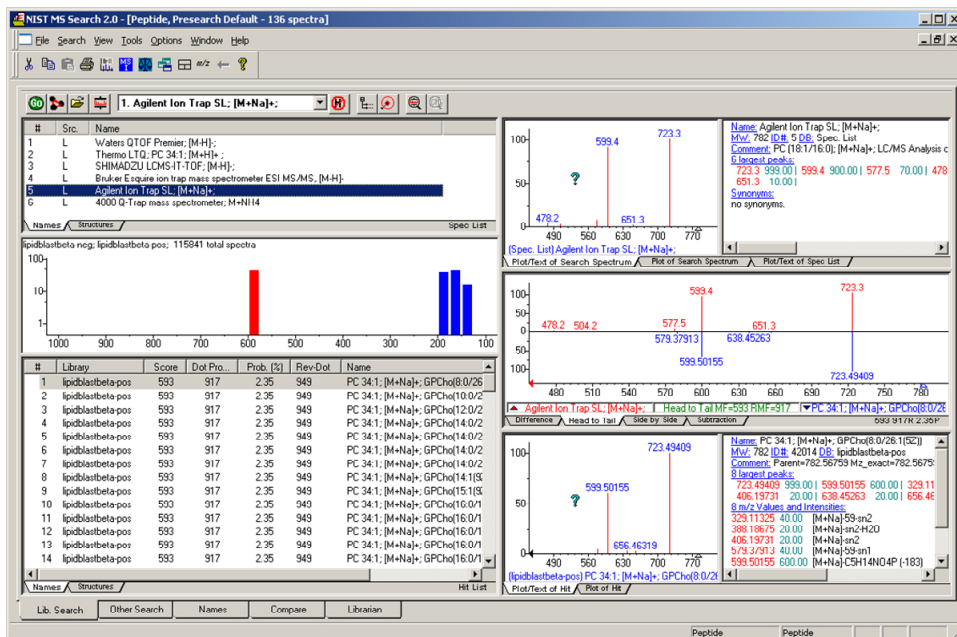 NIST MS Search 2.0 - [Peptide, Presearch Default - 136 spectra]
File Search View Tools Options Window Help
m/z
Go 1. Agilent Ion Trap SL; [M+Na]+;
# Src. Name
1 L Waters QTOF Premier; [M-H]-;
2 L Thermo LTQ; PC 34:1; [M+H]+ ;
3 L SHIMADZU LCMS-IT-TOF; [M-H]-;
4 L Bruker Esquire ion trap mass spectrometer ESI MS/MS, [M-H]-
5 L Agilent Ion Trap SL; [M+Na]+;
6 L 4000 Q-Trap mass spectrometer; M+NH4
Names Structures Spec List
lipidblastbeta-neg; lipidblastbeta-pos; 115841 total spectra
100
10
1
1000 900 800 700 600 500 400 300 200 100
# Library Score Dot Pro... Prob. (%) Rev-Dot Name
1 lipidblastbeta-pos 593 917 2.35 949 PC 34:1; [M+Na]+; GPCho(8:0/26
2 lipidblastbeta-pos 593 917 2.35 949 PC 34:1; [M+Na]+; GPCho(10:0/2
3 lipidblastbeta-pos 593 917 2.35 949 PC 34:1; [M+Na]+; GPCho(12:0/2
4 lipidblastbeta-pos 593 917 2.35 949 PC 34:1; [M+Na]+; GPCho(14:0/2
5 lipidblastbeta-pos 593 917 2.35 949 PC 34:1; [M+Na]+; GPCho(14:0/2
6 lipidblastbeta-pos 593 917 2.35 949 PC 34:1; [M+Na]+; GPCho(14:0/2
7 lipidblastbeta-pos 593 917 2.35 949 PC 34:1; [M+Na]+; GPCho(14:0/2
8 lipidblastbeta-pos 593 917 2.35 949 PC 34:1; [M+Na]+; GPCho(14:1(9
9 lipidblastbeta-pos 593 917 2.35 949 PC 34:1; [M+Na]+; GPCho(15:1(9
10 lipidblastbeta-pos 593 917 2.35 949 PC 34:1; [M+Na]+; GPCho(16:0/1
11 lipidblastbeta-pos 593 917 2.35 949 PC 34:1; [M+Na]+; GPCho(16:0/1
12 lipidblastbeta-pos 593 917 2.35 949 PC 34:1; [M+Na]+; GPCho(16:0/1
13 lipidblastbeta-pos 593 917 2.35 949 PC 34:1; [M+Na]+; GPCho(16:0/1
14 lipidblastbeta-pos 593 917 2.35 949 PC 34:1; [M+Na]+; GPCho(16:0/1
Names Structures Hit List
100
50
599.4 723.3
?
478.2 651.3
490 560 630 700 770
(Spec. List) Agilent Ion Trap SL; [M+Na]+;
Name: Agilent Ion Trap SL; [M+Na]+;
MW: 782 ID#: 5 DB: Spec. List
Comment: PC (18:1/16:0); [M+Na]+; LC/MS Analysis o
6 largest peaks:
723.3 999.00 | 599.4 900.00 | 577.5 70.00 | 478
651.3 10.00 |
Synonyms:
no synonyms.
Plot/Text of Search Spectrum Plot of Search Spectrum Plot/Text of Spec List
100
50
0
50
100
599.4 723.3
478.2 504.2 577.5 651.3
579.37913 638.45263
599.50155
723.49409
480 510 540 570 600 630 660 690 720 750 780
Agilent Ion Trap SL; [M+Na]+; Head to Tail MF=593 RMF=917 PC 34:1; [M+Na]+; GPCho(8:0/26
Difference Head to Tail Side by Side Subtraction 593 917R 2.35P
100
50
723.49409
599.50155
?
656.46319
490 560 630 700 770
(lipidblastbeta-pos) PC 34:1; [M+Na]+; GPCho(8:0/26
Name: PC 34:1; [M+Na]+; GPCho(8:0/26:1(5Z))
MW: 782 ID#: 42014 DB: lipidblastbeta-pos
Comment: Parent=782.56759 Mz_exact=782.5675
8 largest peaks:
723.49409 999.00 | 599.50155 600.00 | 329.11
406.19731 20.00 | 638.45263 20.00 | 656.46
8 m/z Values and Intensities:
329.11325 40.00 [M+Na]-59-sn2
388.18675 20.00 [M+Na]-sn2-H2O
406.19731 20.00 [M+Na]-sn2
579.37913 40.00 [M+Na]-59-sn1
599.50155 600.00 [M+Na]-C5H14NO4P (-183)
Plot/Text of Hit Plot of Hit
Lib. Search Other Search Names Compare Librarian
Peptide Peptide